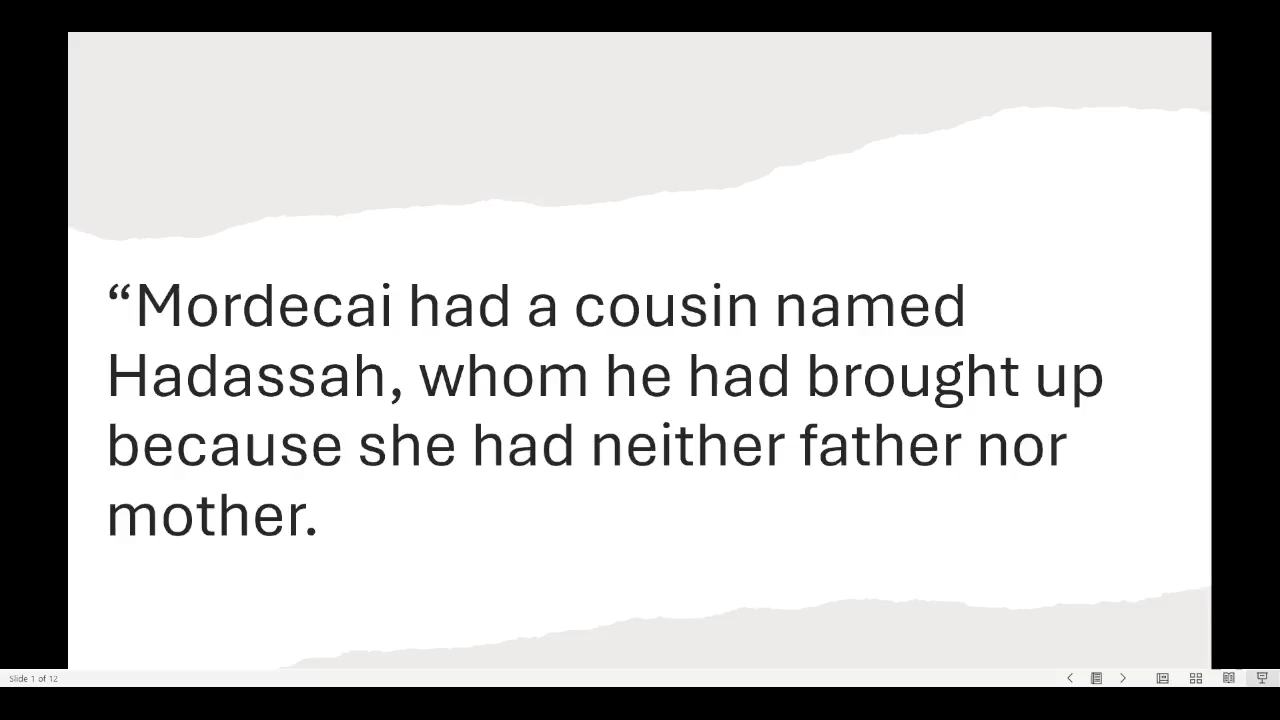 “Mordecai had a cousin named
Hadassah, whom he had brought up
because she had neither father nor
mother.
Slide 1 of 12